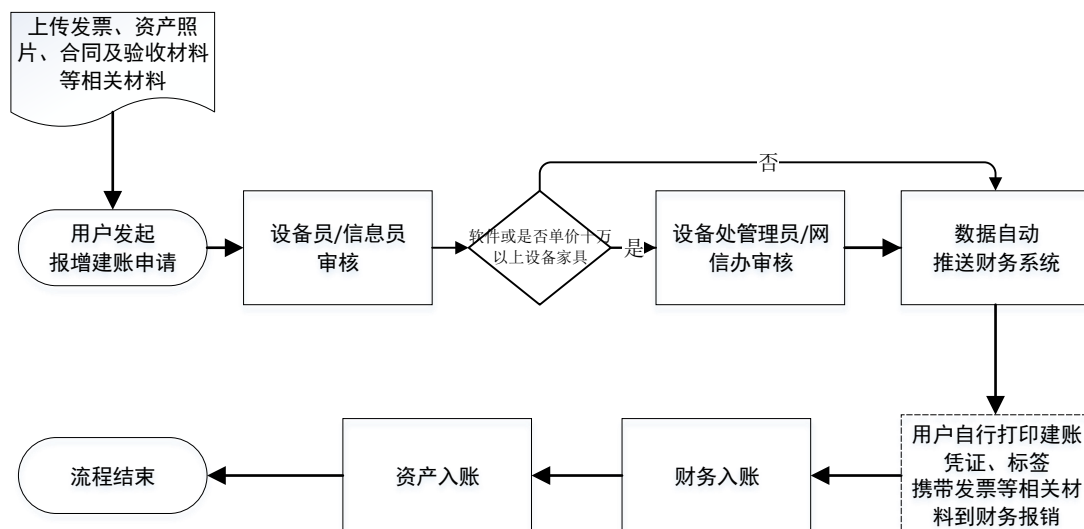 上传发票、资产照
片、合同及验收材料
等相关材料
否
用户发起
报增建账申请
设备员/信息员
审核
软件或是否单价十万
以上设备家具
是
设备处管理员/网
信办审核
数据自动
推送财务系统
流程结束
资产入账
财务入账
用户自行打印建账
凭证、标签
携带发票等相关材
料到财务报销